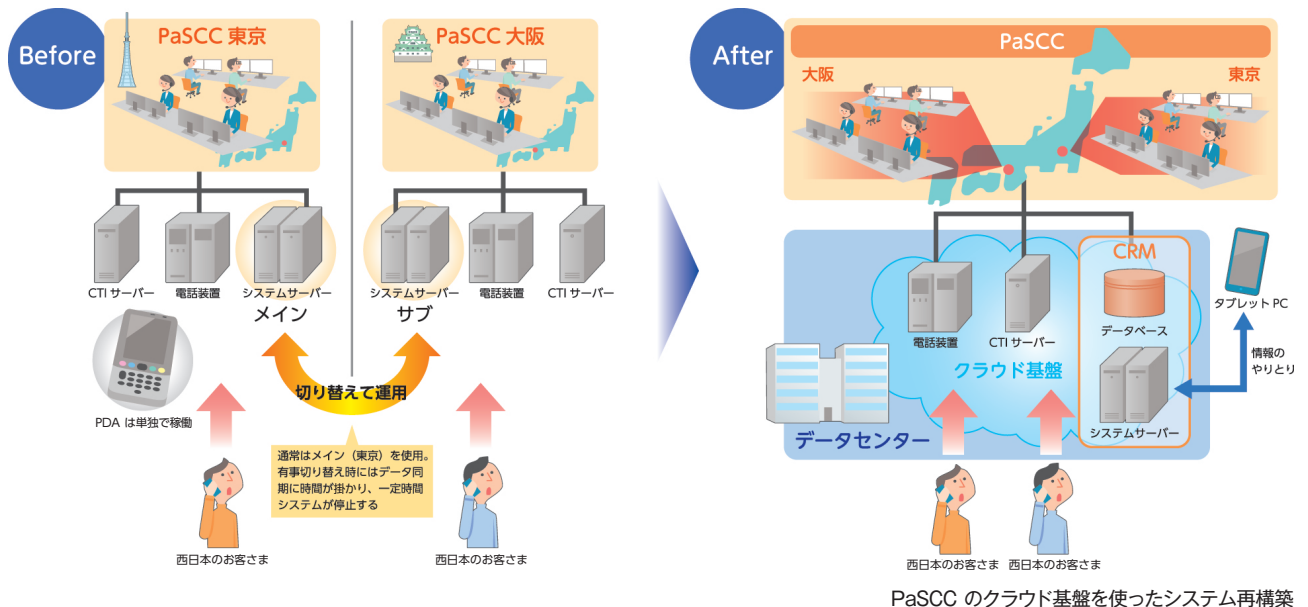 Before
PaSCC 東京
PaSCC 大阪
CTI サーバー
電話装置
システムサーバー
メイン
システムサーバー
サブ
電話装置
CTI サーバー
切り替えて運用
PDA は単独で稼働
通常はメイン（東京）を使用。
有事切り替え時にはデータ同
期に時間が掛かり、一定時間
システムが停止する
西日本のお客さま
西日本のお客さま
After
PaSCC
大阪
東京
CRM
電話装置
CTI サーバー
データベース
タブレット PC
クラウド基盤
情報の
やりとり
データセンター
システムサーバー
西日本のお客さま
西日本のお客さま
PaSCC のクラウド基盤を使ったシステム再構築